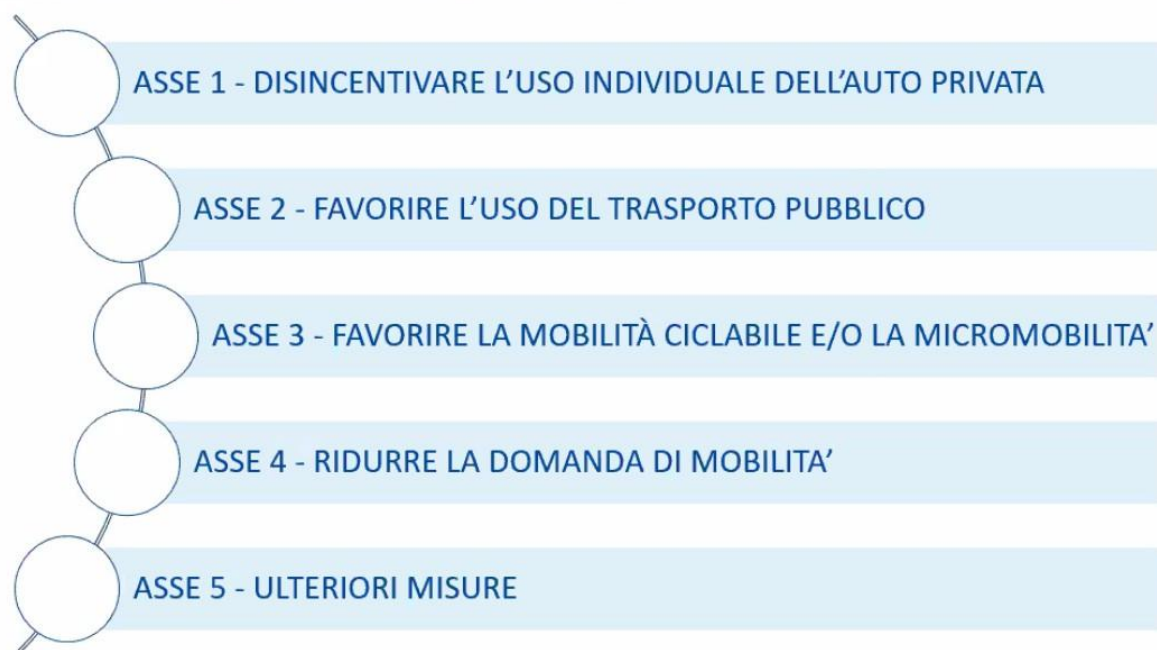 ASSE 1 - DISINCENTIVARE L’USO INDIVIDUALE DELL’AUTO PRIVATA
ASSE 2 - FAVORIRE L’USO DEL TRASPORTO PUBBLICO
ASSE 3 - FAVORIRE LA MOBILITÀ CICLABILE E/O LA MICROMOBILITA’
ASSE 4 - RIDURRE LA DOMANDA DI MOBILITA’
ASSE 5 - ULTERIORI MISURE